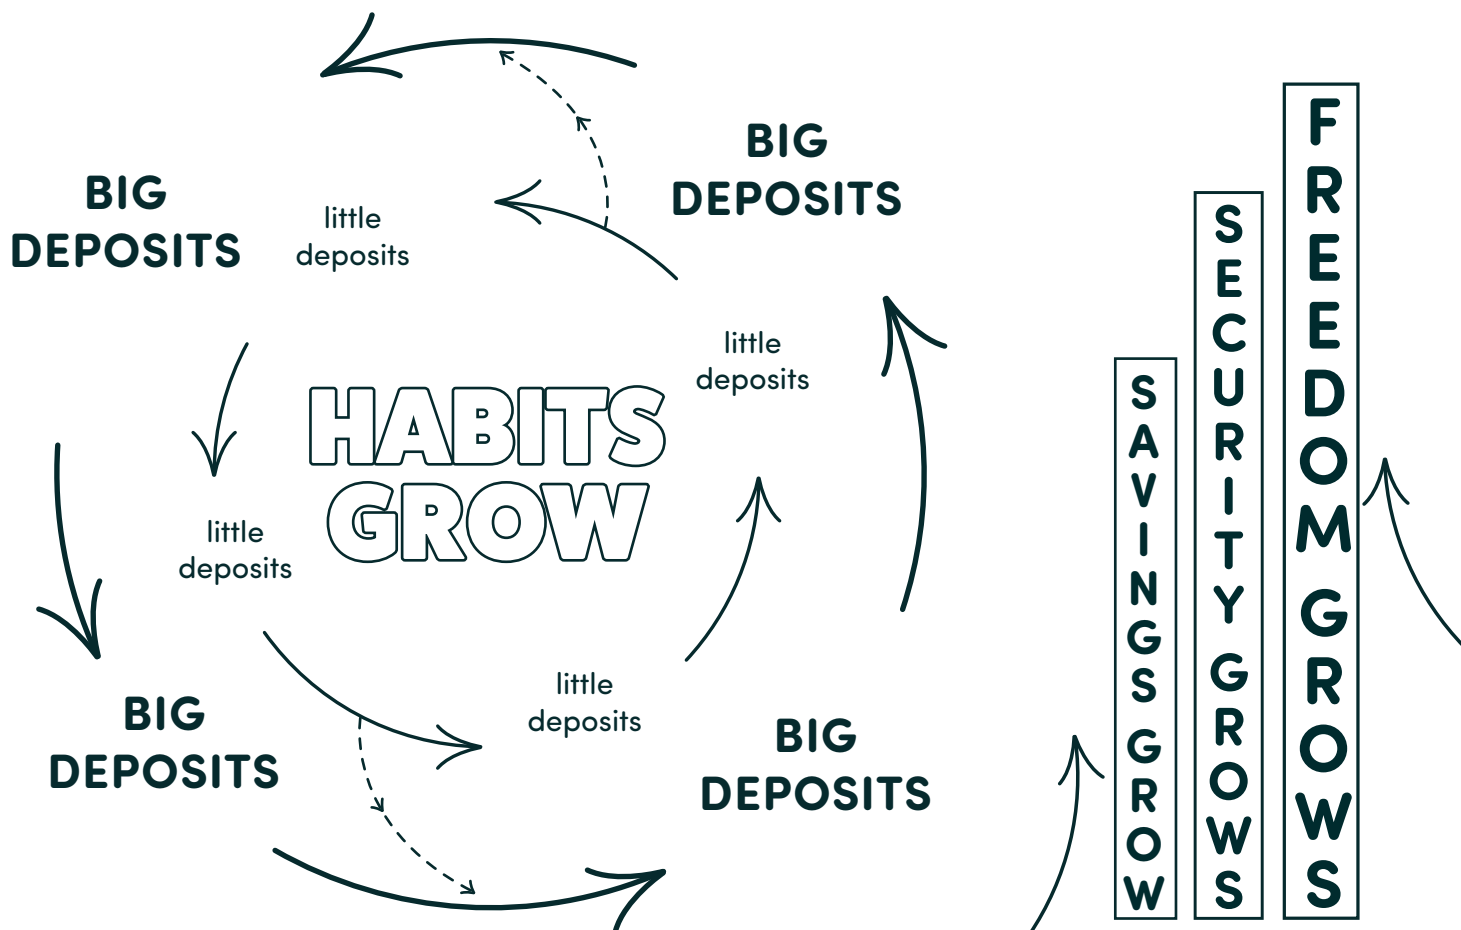 BIG
DEPOSITS
BIG
DEPOSITS
little
deposits
little
deposits
HABITS
GROW
little
deposits
little
deposits
BIG
DEPOSITS
BIG
DEPOSITS
SAVINGS GROW
SECURITY GROWS
FREEDOM GROWS